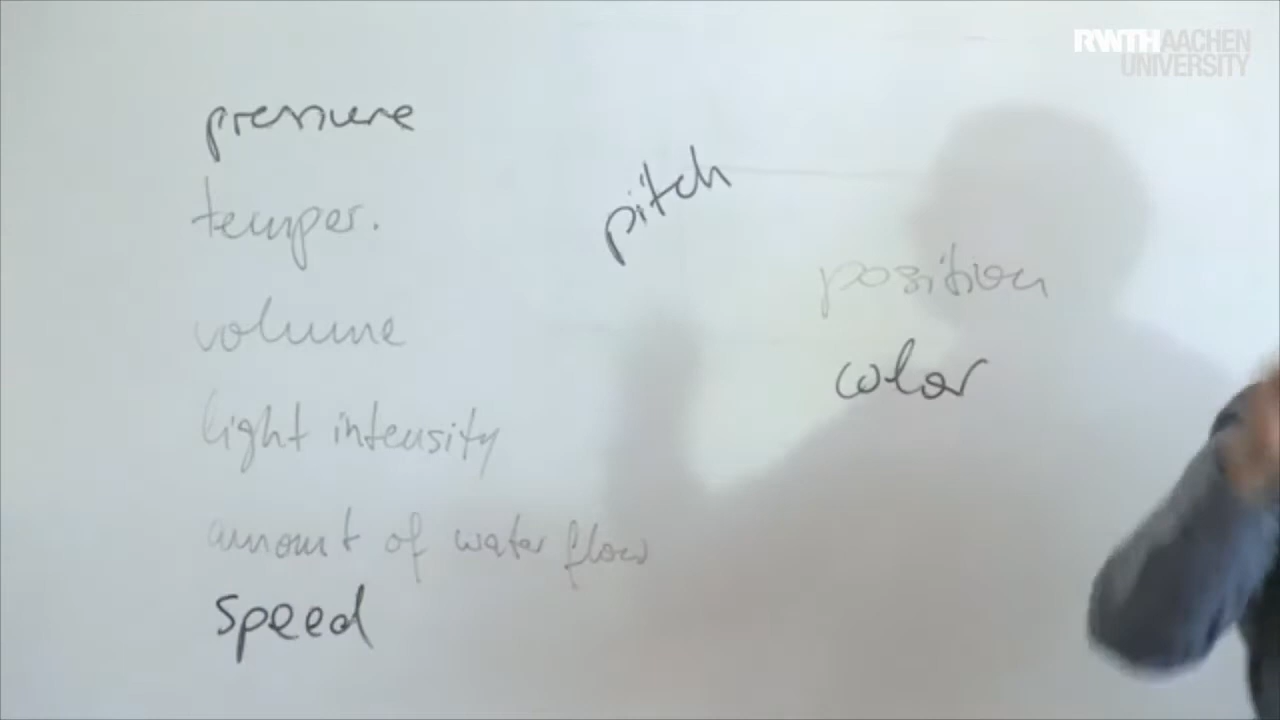 RWTH AACHEN
UNIVERSITY
pressure
temper.
volume
light intensity
amount of water flow
speed
pitch
position
color